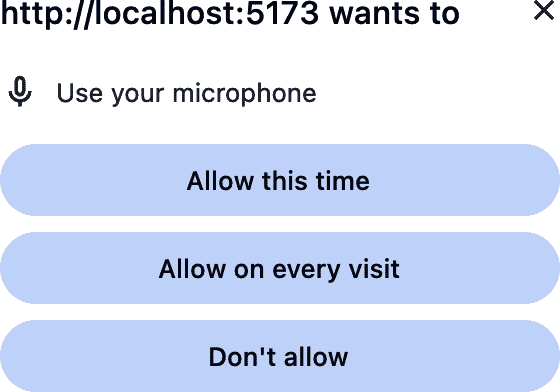 http://localhost:5173 wants to
Use your microphone
Allow this time
Allow on every visit
Don't allow